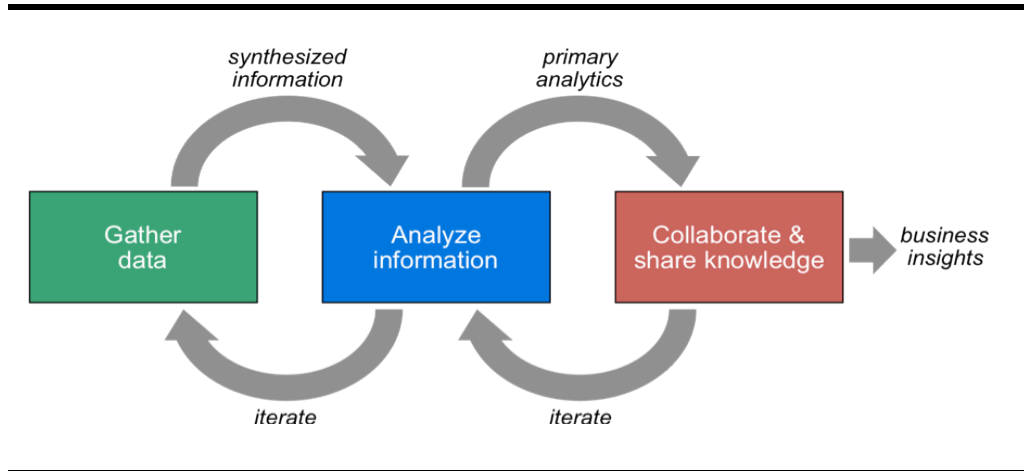 synthesized
information
primary
analytics
Gather
data
Analyze
information
Collaborate &
share knowledge
business
insights
iterate
iterate